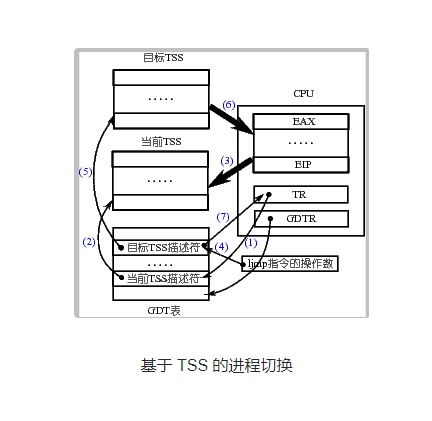 目标TSS
CPU
(6)
EAX
.....
.....
当前TSS
(3)
EIP
(5)
.....
TR
(7)
GDTR
(2)
目标TSS描述符
(4)
(1)
.....
ljmp指令的操作数
当前TSS描述符
GDT表
基于 TSS 的进程切换